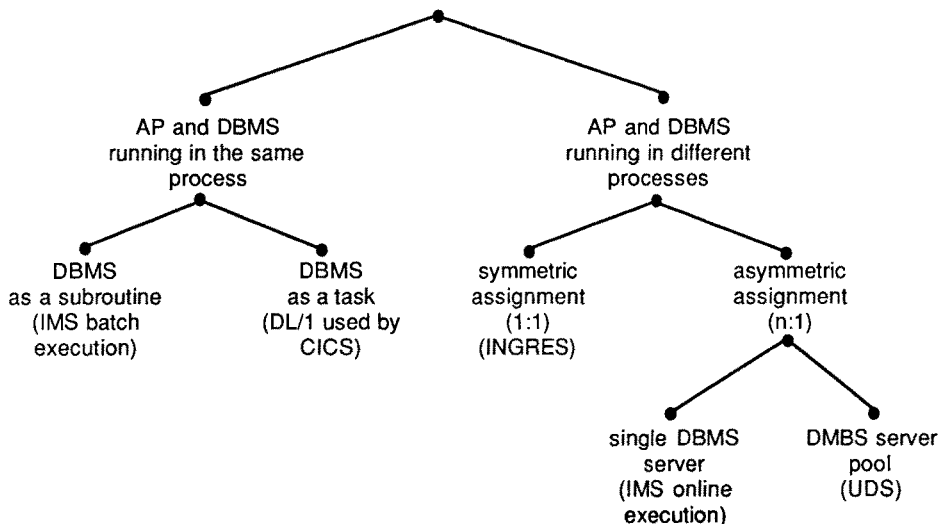 AP and DBMS
running in the same
process
AP and DBMS
running in different
processes
DBMS
as a subroutine
(IMS batch
execution)
DBMS
as a task
(DL/1 used by
CICS)
symmetric
assignment
(1:1)
(INGRES)
asymmetric
assignment
(n:1)
single DBMS
server
(IMS online
execution)
DMBS server
pool
(UDS)